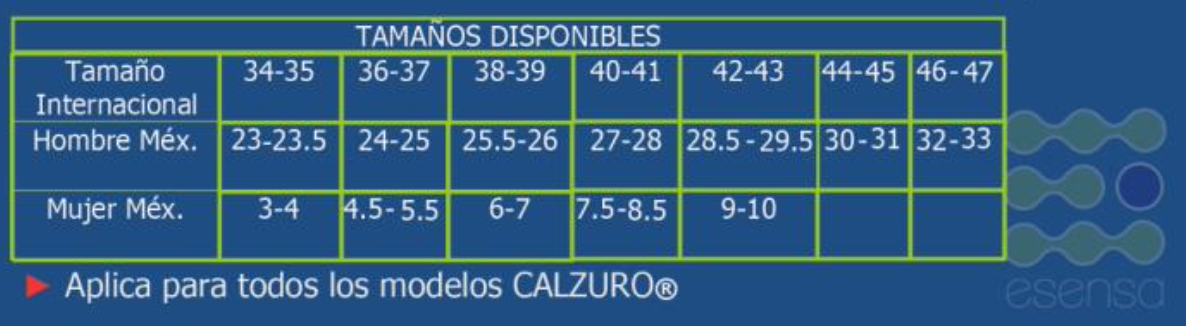 TAMAÑOS DISPONIBLES
Tamaño Internacional 34-35 36-37 38-39 40-41 42-43 44-45 46-47
Hombre Méx. 23-23.5 24-25 25.5-26 27-28 28.5-29.5 30-31 32-33
Mujer Méx. 3-4 4.5-5.5 6-7 7.5-8.5 9-10
► Aplica para todos los modelos CALZURO®
esensa